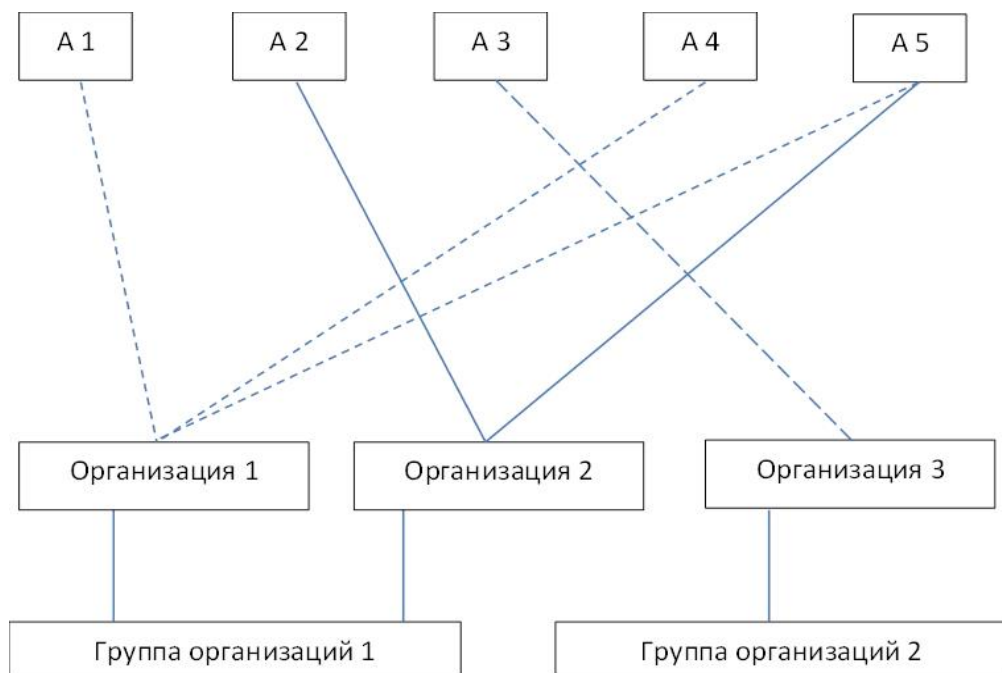 А 1
А 2
А 3
А 4
А 5
Организация 1
Организация 2
Организация 3
Группа организаций 1
Группа организаций 2